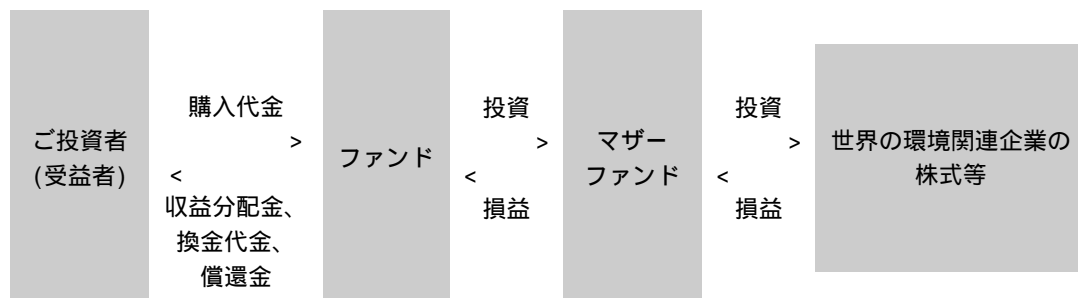 ご投資者
(受益者)
購入代金
>
<
収益分配金、
換金代金、
償還金
ファンド
投資
>
<
損益
マザー
ファンド
投資
>
<
損益
世界の環境関連企業の
株式等